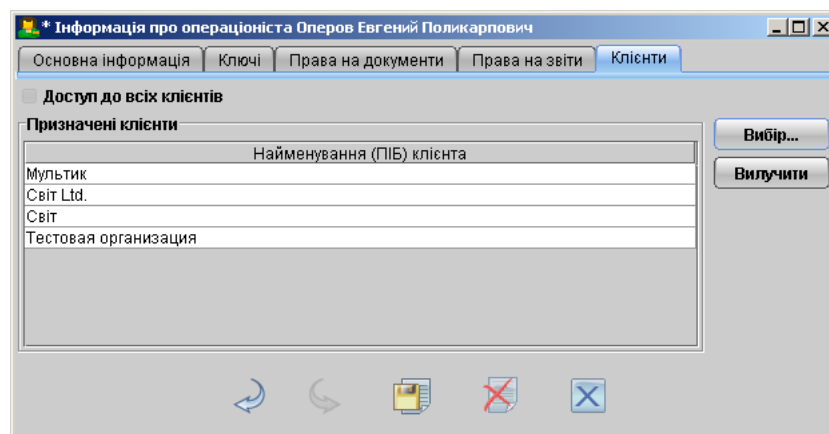 * Інформація про операціоніста Оперов Евгений Поликарпович
Основна інформація Ключі Права на документи Права на звіти Клієнти
Доступ до всіх клієнтів
Призначені клієнти
Вибір...
Найменування (ПІБ) клієнта
Мультик
Вилучити
Світ Ltd.
Світ
Тестовая организация